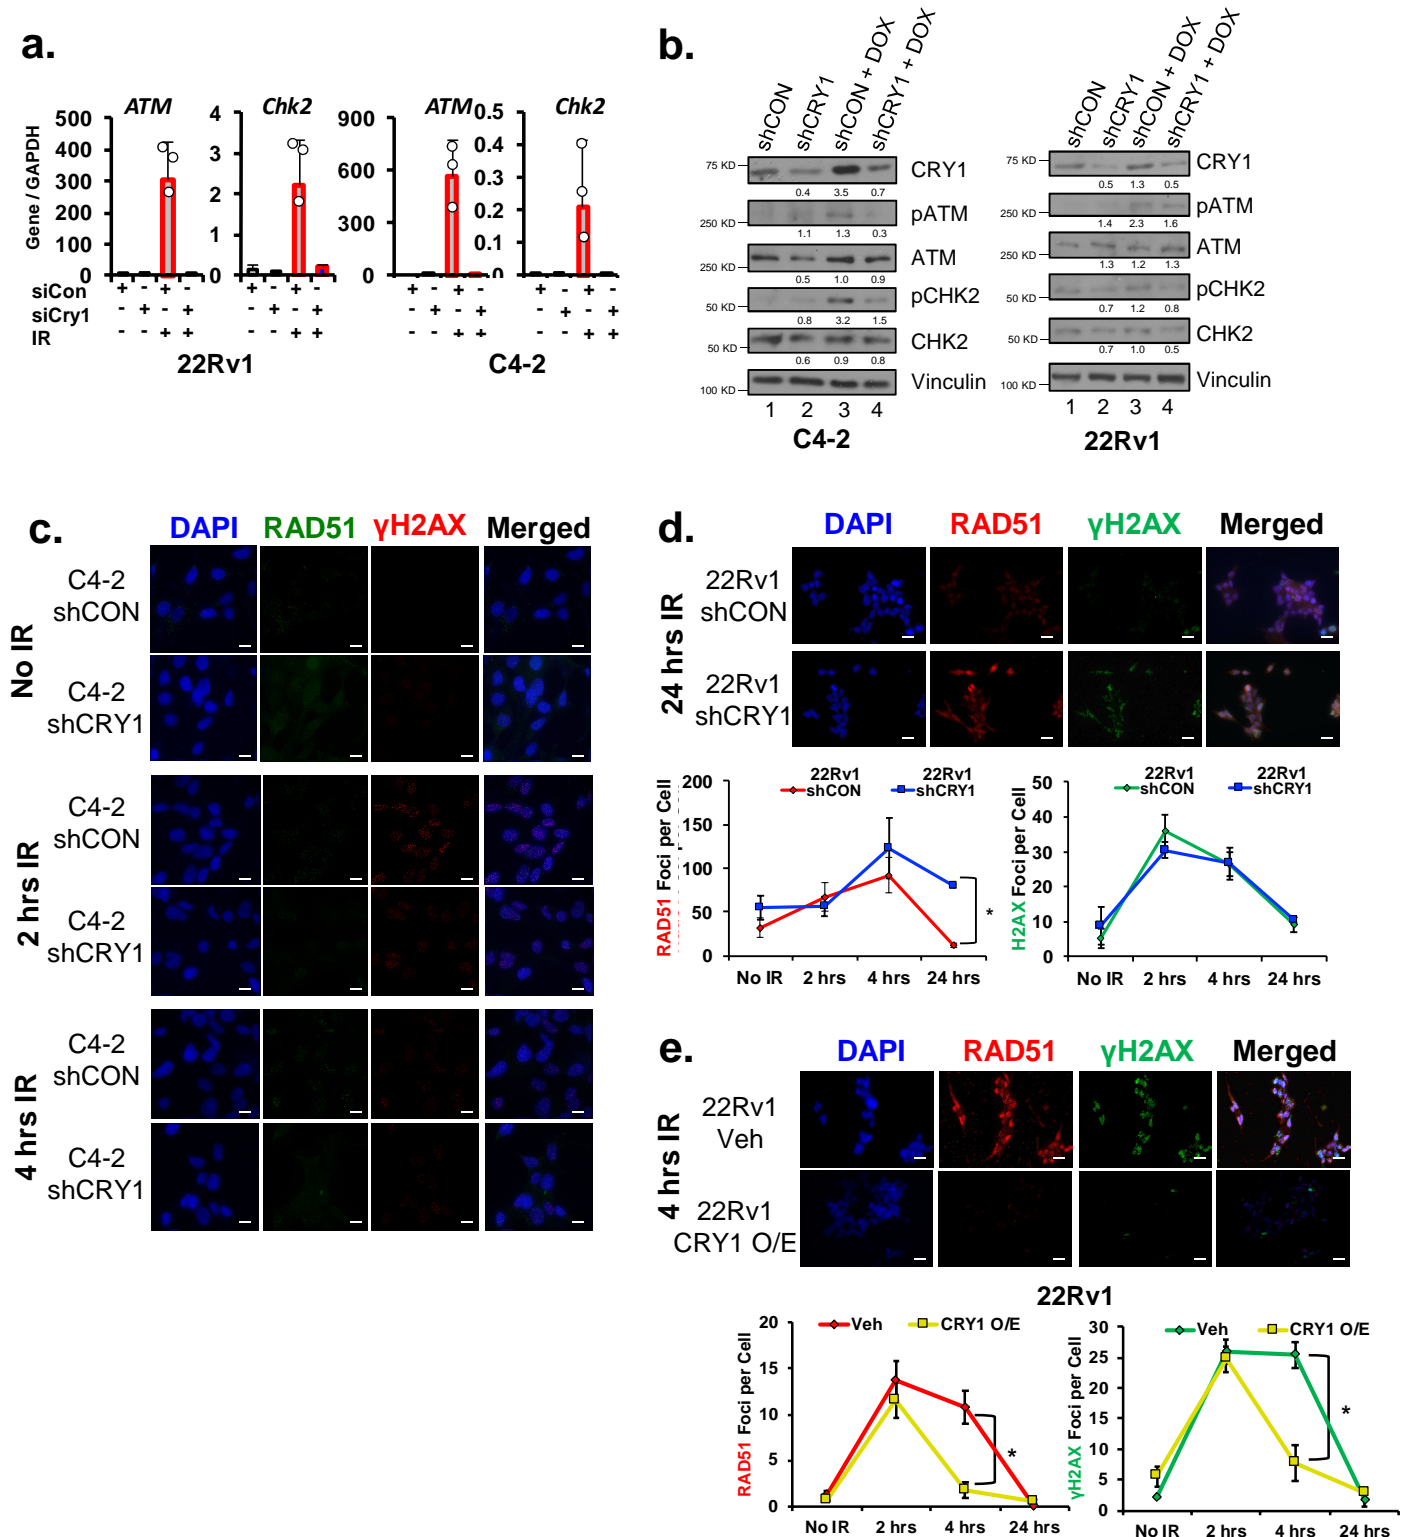 a.
ATM
Chk2
ATM
Chk2
Gene / GAPDH
500
400
300
200
100
0
4
3
2
1
0
900
600
300
0
0.5
0.4
0.3
0.2
0.1
0
siCon + - + - + - + - + - + - + - + -
siCry1 - + - + - + - + - + - + - + - +
IR - - + + - - + + - - + + - - + +
22Rv1
C4-2
b.
shCON
shCRY1
shCON + DOX
shCRY1 + DOX
75 KD
CRY1
0.4 3.5 0.7
250 KD
pATM
1.1 1.3 0.3
250 KD
ATM
0.5 1.0 0.9
50 KD
pCHK2
0.8 3.2 1.5
50 KD
CHK2
0.6 0.9 0.8
100 KD
Vinculin
1 2 3 4
C4-2
shCON
shCRY1
shCON + DOX
shCRY1 + DOX
75 KD
CRY1
0.5 1.3 0.5
250 KD
pATM
1.4 2.3 1.6
250 KD
ATM
1.3 1.2 1.3
50 KD
pCHK2
0.7 1.2 0.8
50 KD
CHK2
0.7 1.0 0.5
100 KD
Vinculin
1 2 3 4
22Rv1
c.
DAPI RAD51 γH2AX Merged
No IR
C4-2
shCON
C4-2
shCRY1
2 hrs IR
C4-2
shCON
C4-2
shCRY1
4 hrs IR
C4-2
shCON
C4-2
shCRY1
d.
DAPI RAD51 γH2AX Merged
24 hrs IR
22Rv1
shCON
22Rv1
shCRY1
RAD51 Foci per Cell
200
150
100
50
0
22Rv1
shCON
22Rv1
shCRY1
*
No IR 2 hrs 4 hrs 24 hrs
H2AX Foci per Cell
50
40
30
20
10
0
22Rv1
shCON
22Rv1
shCRY1
No IR 2 hrs 4 hrs 24 hrs
e.
DAPI RAD51 γH2AX Merged
4 hrs IR
22Rv1
Veh
22Rv1
CRY1 O/E
22Rv1
RAD51 Foci per Cell
20
15
10
5
0
Veh CRY1 O/E
*
No IR 2 hrs 4 hrs 24 hrs
γH2AX Foci per Cell
30
25
20
15
10
5
0
Veh CRY1 O/E
*
No IR 2 hrs 4 hrs 24 hrs